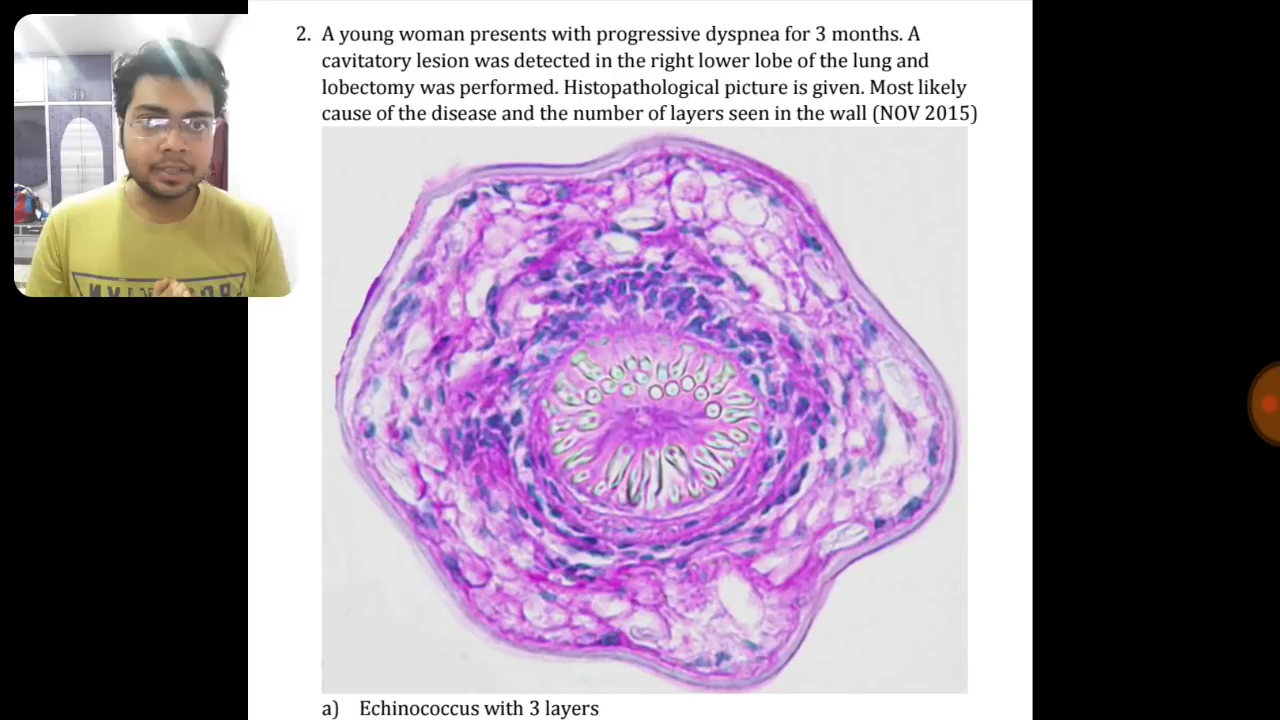 2. A young woman presents with progressive dyspnea for 3 months. A
cavitatory lesion was detected in the right lower lobe of the lung and
lobectomy was performed. Histopathological picture is given. Most likely
cause of the disease and the number of layers seen in the wall (NOV 2015)
a) Echinococcus with 3 layers